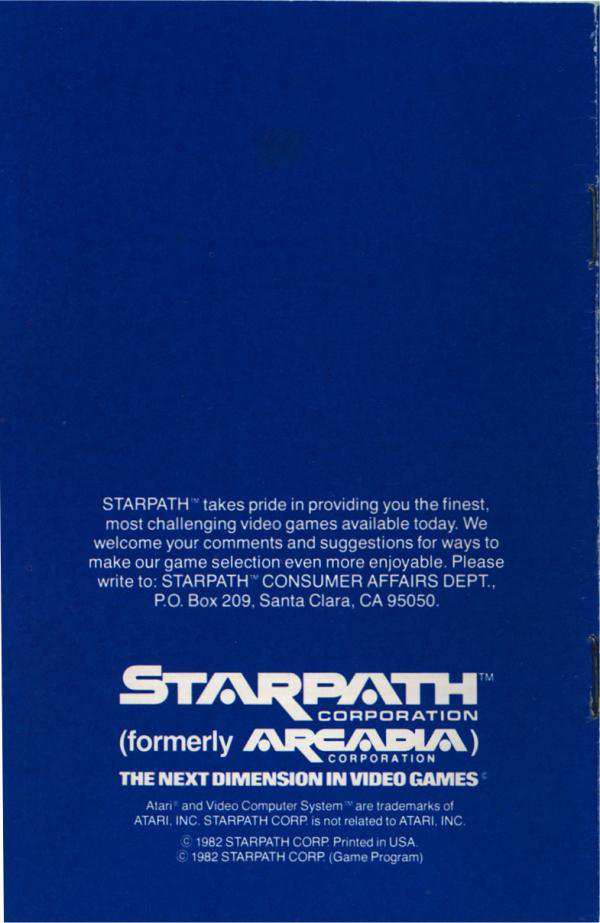 STARPATH™ takes pride in providing you the finest,
most challenging video games available today. We
welcome your comments and suggestions for ways to
make our game selection even more enjoyable. Please
write to: STARPATH™ CONSUMER AFFAIRS DEPT.,
P.O. Box 209, Santa Clara, CA 95050.
STARPATH™
CORPORATION
(formerly ARCADIA)
CORPORATION
THE NEXT DIMENSION IN VIDEO GAMES©
Atari® and Video Computer System™ are trademarks of
ATARI, INC. STARPATH CORP. is not related to ATARI, INC.
© 1982 STARPATH CORP. Printed in USA.
© 1982 STARPATH CORP. (Game Program)